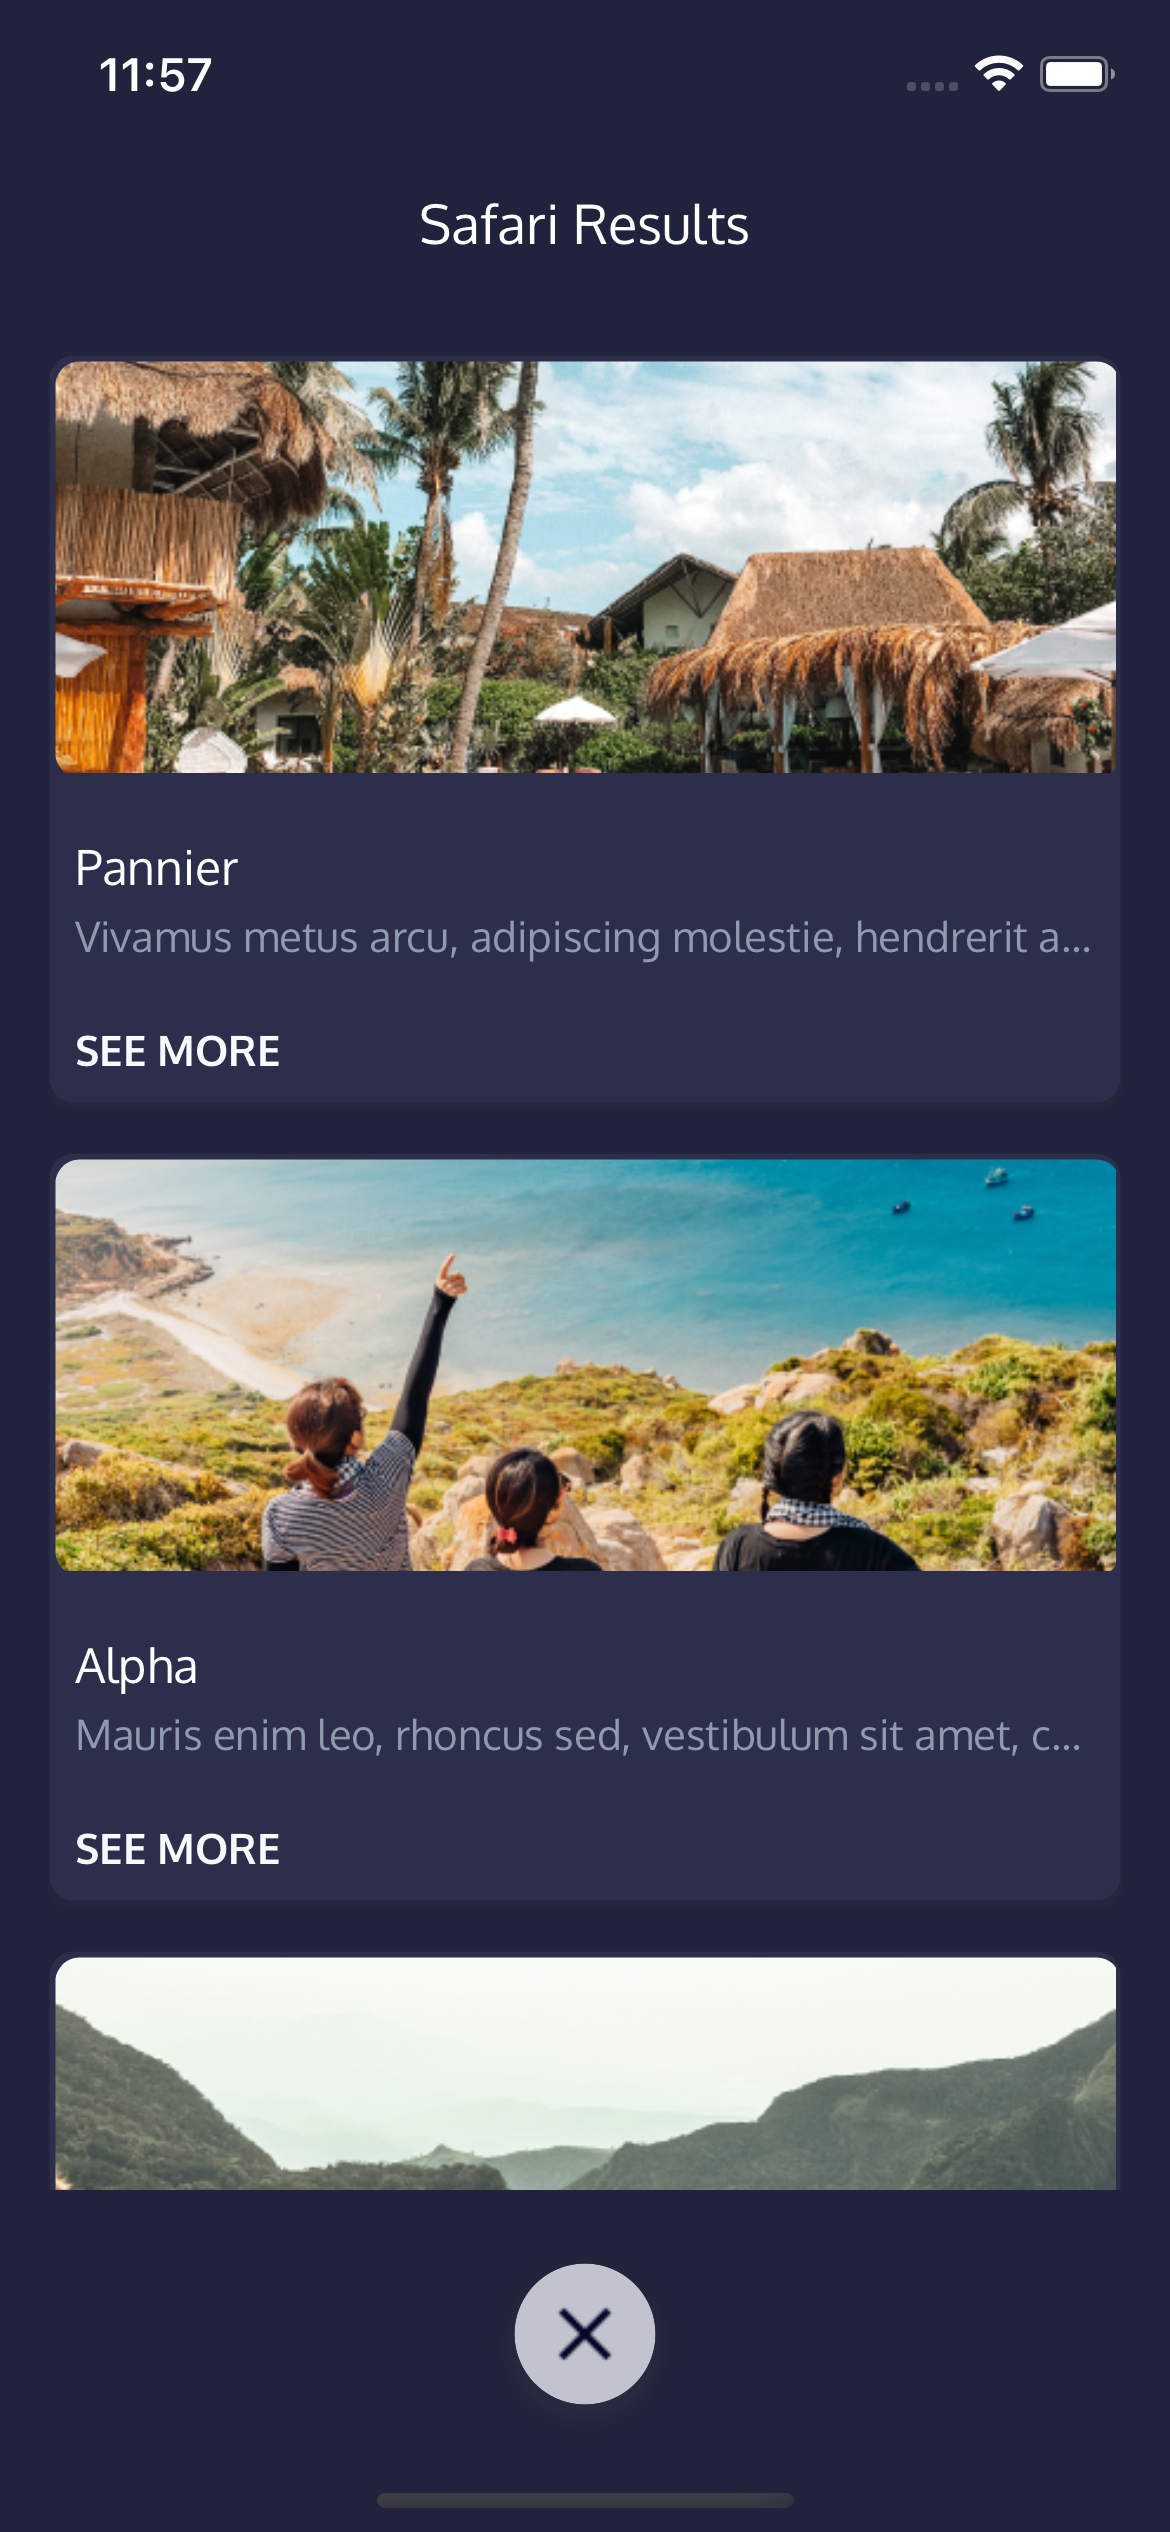 11:57
Safari Results
Pannier
Vivamus metus arcu, adipiscing molestie, hendrerit a...
SEE MORE
Alpha
Mauris enim leo, rhoncus sed, vestibulum sit amet, c...
SEE MORE